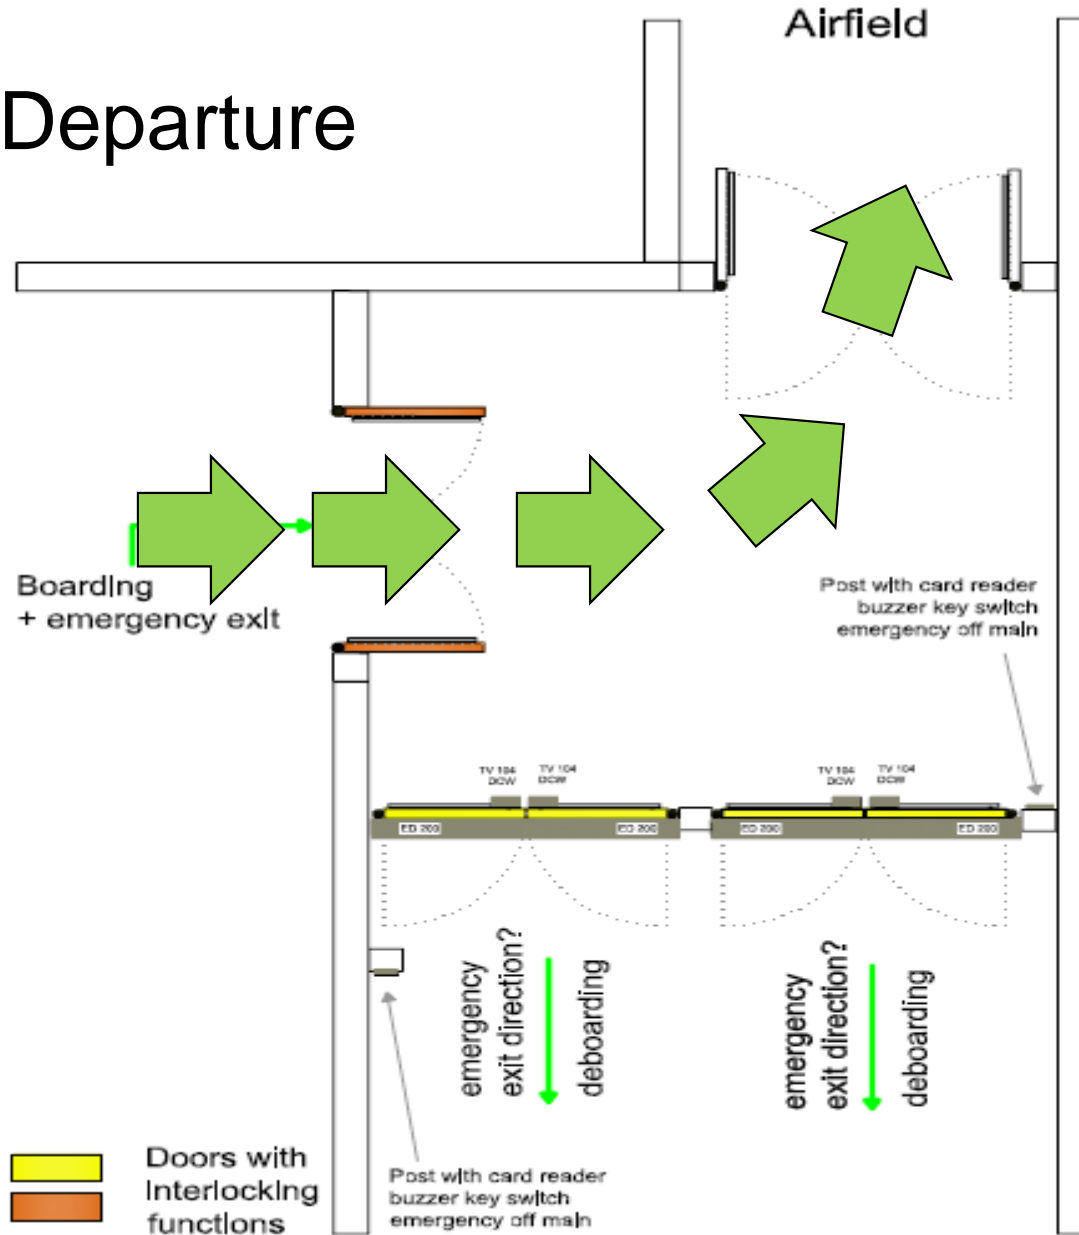 Airfield
Departure
Boarding
+ emergency exit
Post with card reader
buzzer key switch
emergency off main
TV 104
DCW
TV 104
DCW
TV 104
DCW
TV 104
DCW
ED 200
ED 200
ED 200
ED 200
emergency
exit direction?
deboarding
emergency
exit direction?
deboarding
Doors with
interlocking
functions
Post with card reader
buzzer key switch
emergency off main